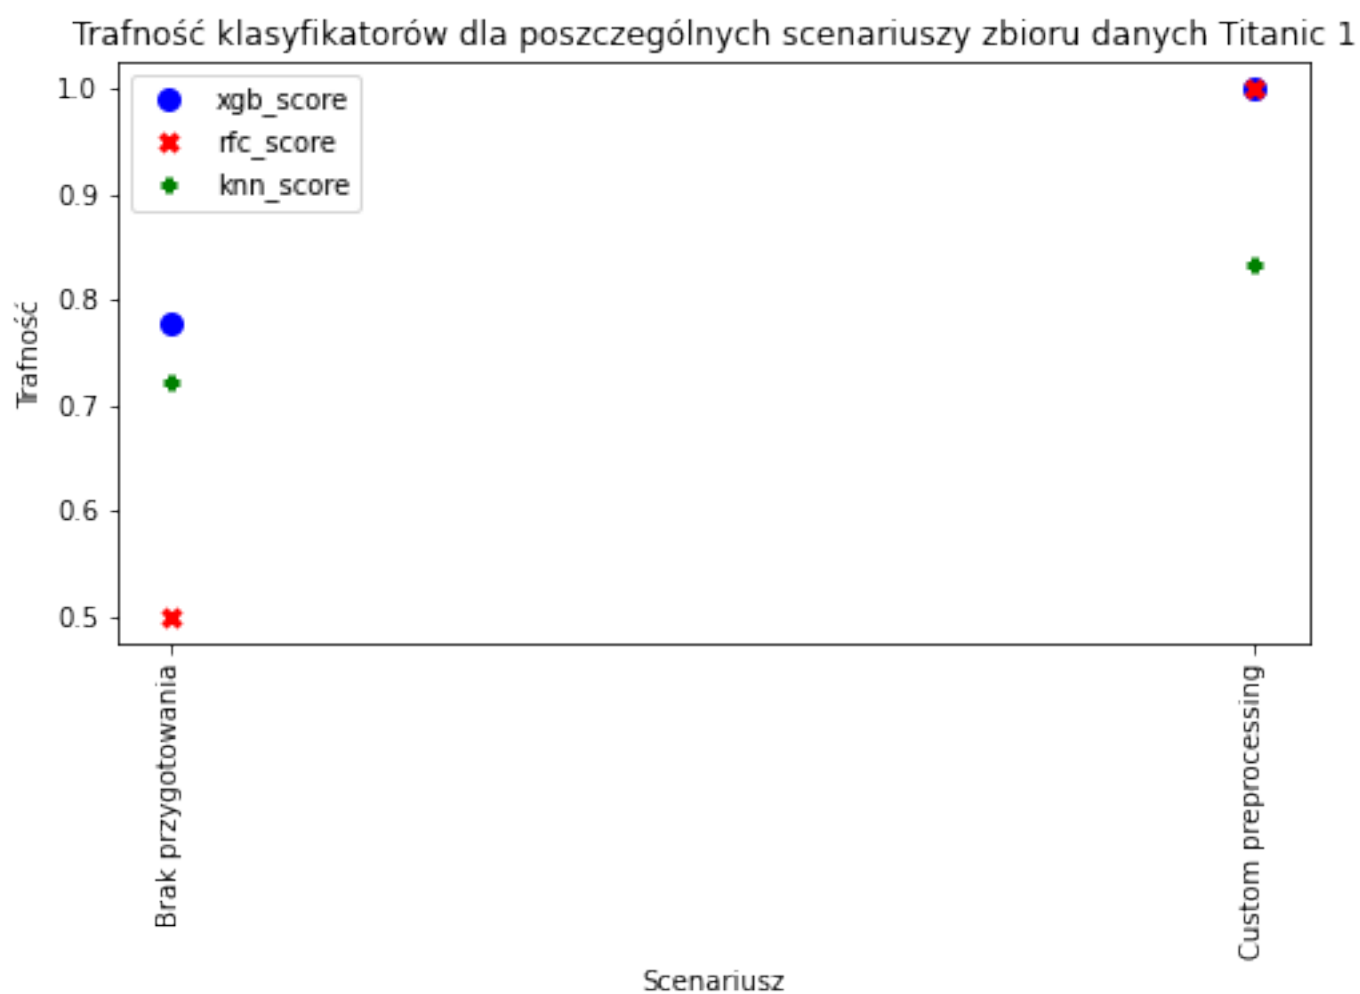 Trafność klasyfikatorów dla poszczególnych scenariuszy zbioru danych Titanic 1
1.0
0.9
0.8
0.7
0.6
0.5
Trafność
xgb_score
rfc_score
knn_score
Brak przygotowania
Custom preprocessing
Scenariusz